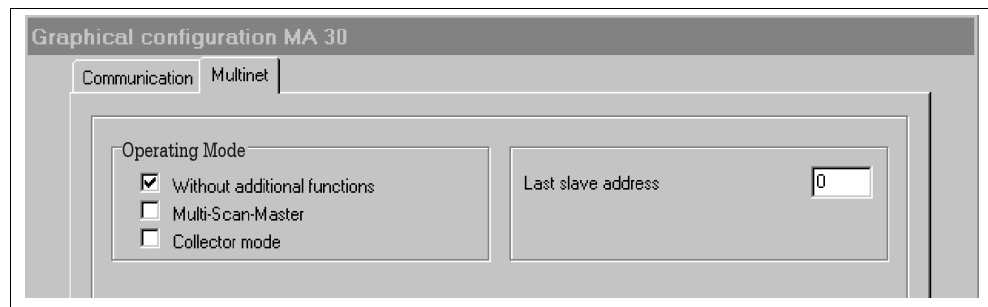 Graphical configuration MA 30
Communication Multinet
Operating Mode
Without additional functions
Multi-Scan-Master
Collector mode
Last slave address 0